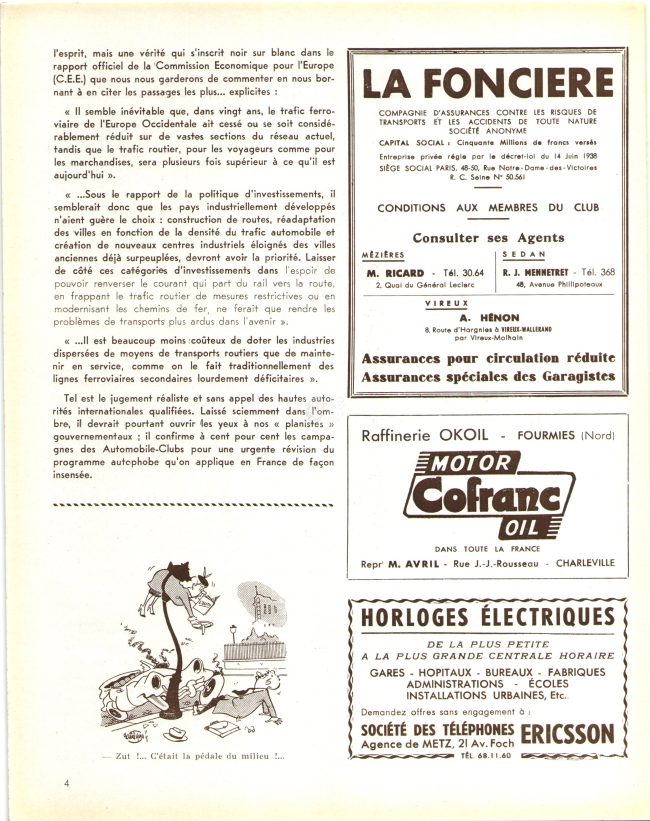 l'esprit, mais une vérité qui s'inscrit noir sur blanc dans le
rapport officiel de la Commission Economique pour l'Europe
(C.E.E.) que nous nous garderons de commenter en nous bor-
nant à en citer les passages les plus... explicites :
« Il semble inévitable que, dans vingt ans, le trafic ferro-
viaire de l'Europe Occidentale ait cessé ou se soit considé-
rablement réduit sur de vastes sections du réseau actuel,
tandis que le trafic routier, pour les voyageurs comme pour
les marchandises, sera plusieurs fois supérieur à ce qu'il est
aujourd'hui ».
« ...Sous le rapport de la politique d'investissements, il
semblerait donc que les pays industriellement développés
n'aient guère le choix : construction de routes, réadaptation
des villes en fonction de la densité du trafic automobile et
création de nouveaux centres industriels éloignés des villes
anciennes déjà surpeuplées, devront avoir la priorité. Laisser
de côté ces catégories d'investissements dans l'espoir de
pouvoir renverser le courant qui part du rail vers la route,
en frappant le trafic routier de mesures restrictives ou en
modernisant les chemins de fer, ne ferait que rendre les
problèmes de transports plus ardus dans l'avenir ».
« ...Il est beaucoup moins coûteux de doter les industries
dispersées de moyens de transports routiers que de mainte-
nir en service, comme on le fait traditionnellement des
lignes ferroviaires secondaires lourdement déficitaires ».
Tel est le jugement réaliste et sans appel des hautes auto-
rités internationales qualifiées. Laissé sciemment dans l'om-
bre, il devrait pourtant ouvrir les yeux à nos « planistes »
gouvernementaux ; il confirme à cent pour cent les campa-
gnes des Automobile-Clubs pour une urgente révision du
programme autophobe qu'on applique en France de façon
insensée.
— Zut !... C'était la pédale du milieu !...
4
LA FONCIERE
COMPAGNIE D'ASSURANCES CONTRE LES RISQUES DE
TRANSPORTS ET LES ACCIDENTS DE TOUTE NATURE
SOCIÉTÉ ANONYME
CAPITAL SOCIAL : Cinquante Millions de francs versés
Entreprise privée régie par le décret-loi du 14 Juin 1938
SIÈGE SOCIAL PARIS, 48-50, Rue Notre-Dame-des-Victoires
R. C. Seine N° 50.561
CONDITIONS AUX MEMBRES DU CLUB
Consulter ses Agents
MÉZIÈRES
M. RICARD - Tél. 30.64
2, Quai du Général Leclerc
SEDAN
R. J. MENNETRET - Tél. 368
48, Avenue Phillipoteaux
VIREUX
A. HÉNON
8, Route d'Hargnies à VIREUX-WALLERAND
par Vireux-Molhain
Assurances pour circulation réduite
Assurances spéciales des Garagistes
Raffinerie OKOIL - FOURMIES (Nord)
MOTOR
Cofranc
OIL
DANS TOUTE LA FRANCE
Repr' M. AVRIL - Rue J.-J.-Rousseau - CHARLEVILLE
HORLOGES ÉLECTRIQUES
DE LA PLUS PETITE
A LA PLUS GRANDE CENTRALE HORAIRE
GARES - HOPITAUX - BUREAUX - FABRIQUES
ADMINISTRATIONS - ÉCOLES
INSTALLATIONS URBAINES, Etc.
Demandez offres sans engagement à :
SOCIÉTÉ DES TÉLÉPHONES ERICSSON
Agence de METZ, 21 Av. Foch
TÉL. 68.11.60